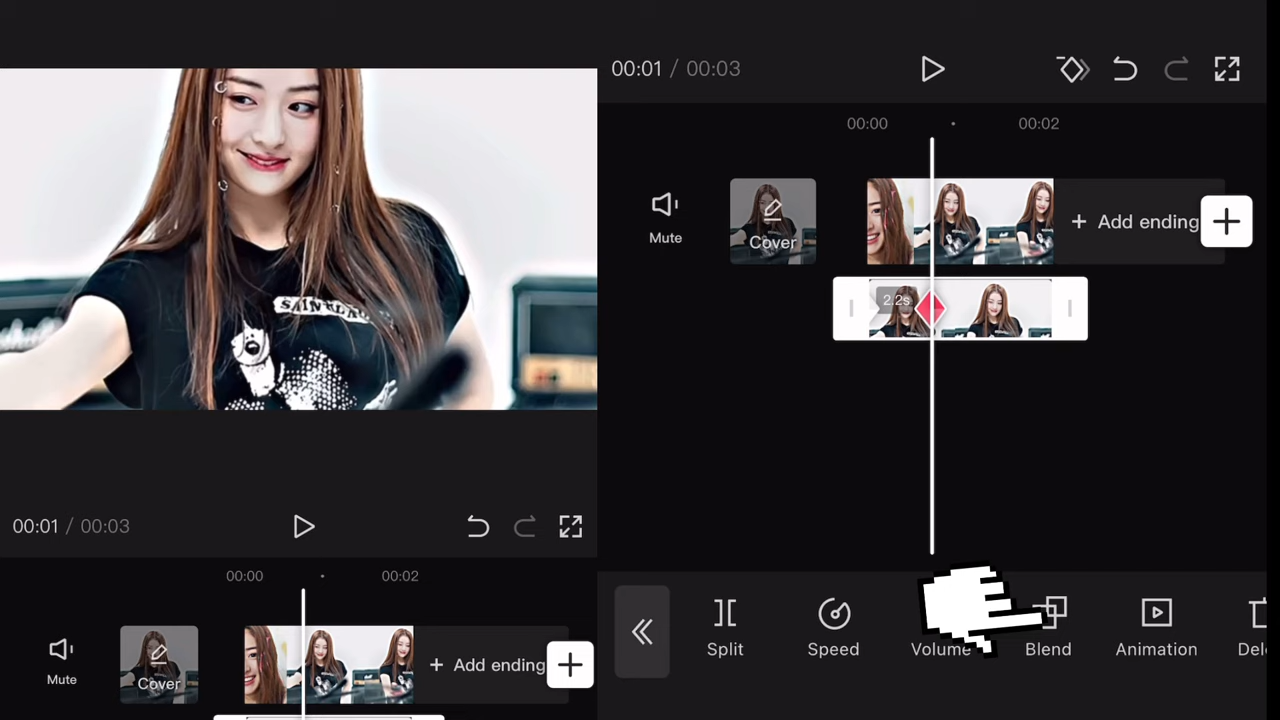 00:01 / 00:03
00:00
00:02
Mute
Cover
+ Add ending
00:01 / 00:03
00:00
00:02
Mute
Cover
+ Add ending
2.2s
Split
Speed
Volume
Blend
Animation